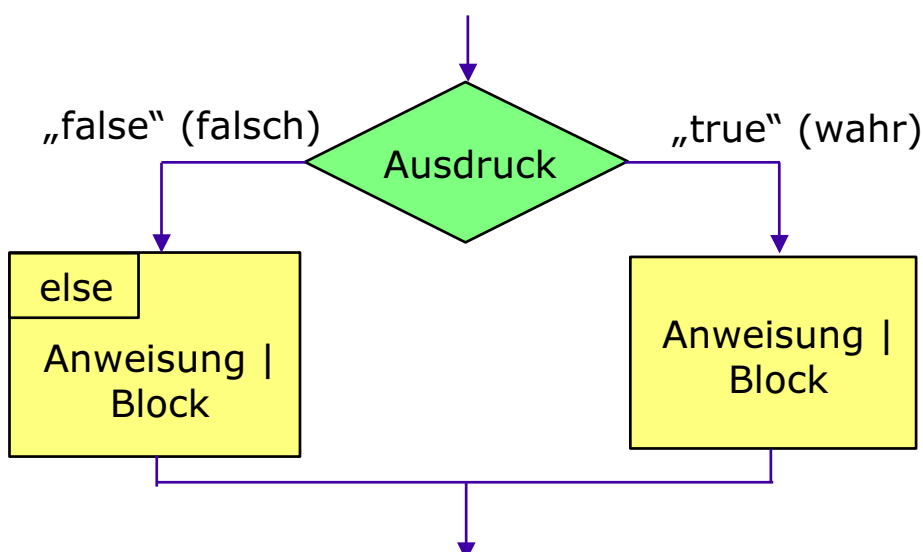 „false“ (falsch)
„true“ (wahr)
Ausdruck
else
Anweisung |
Block
Anweisung |
Block